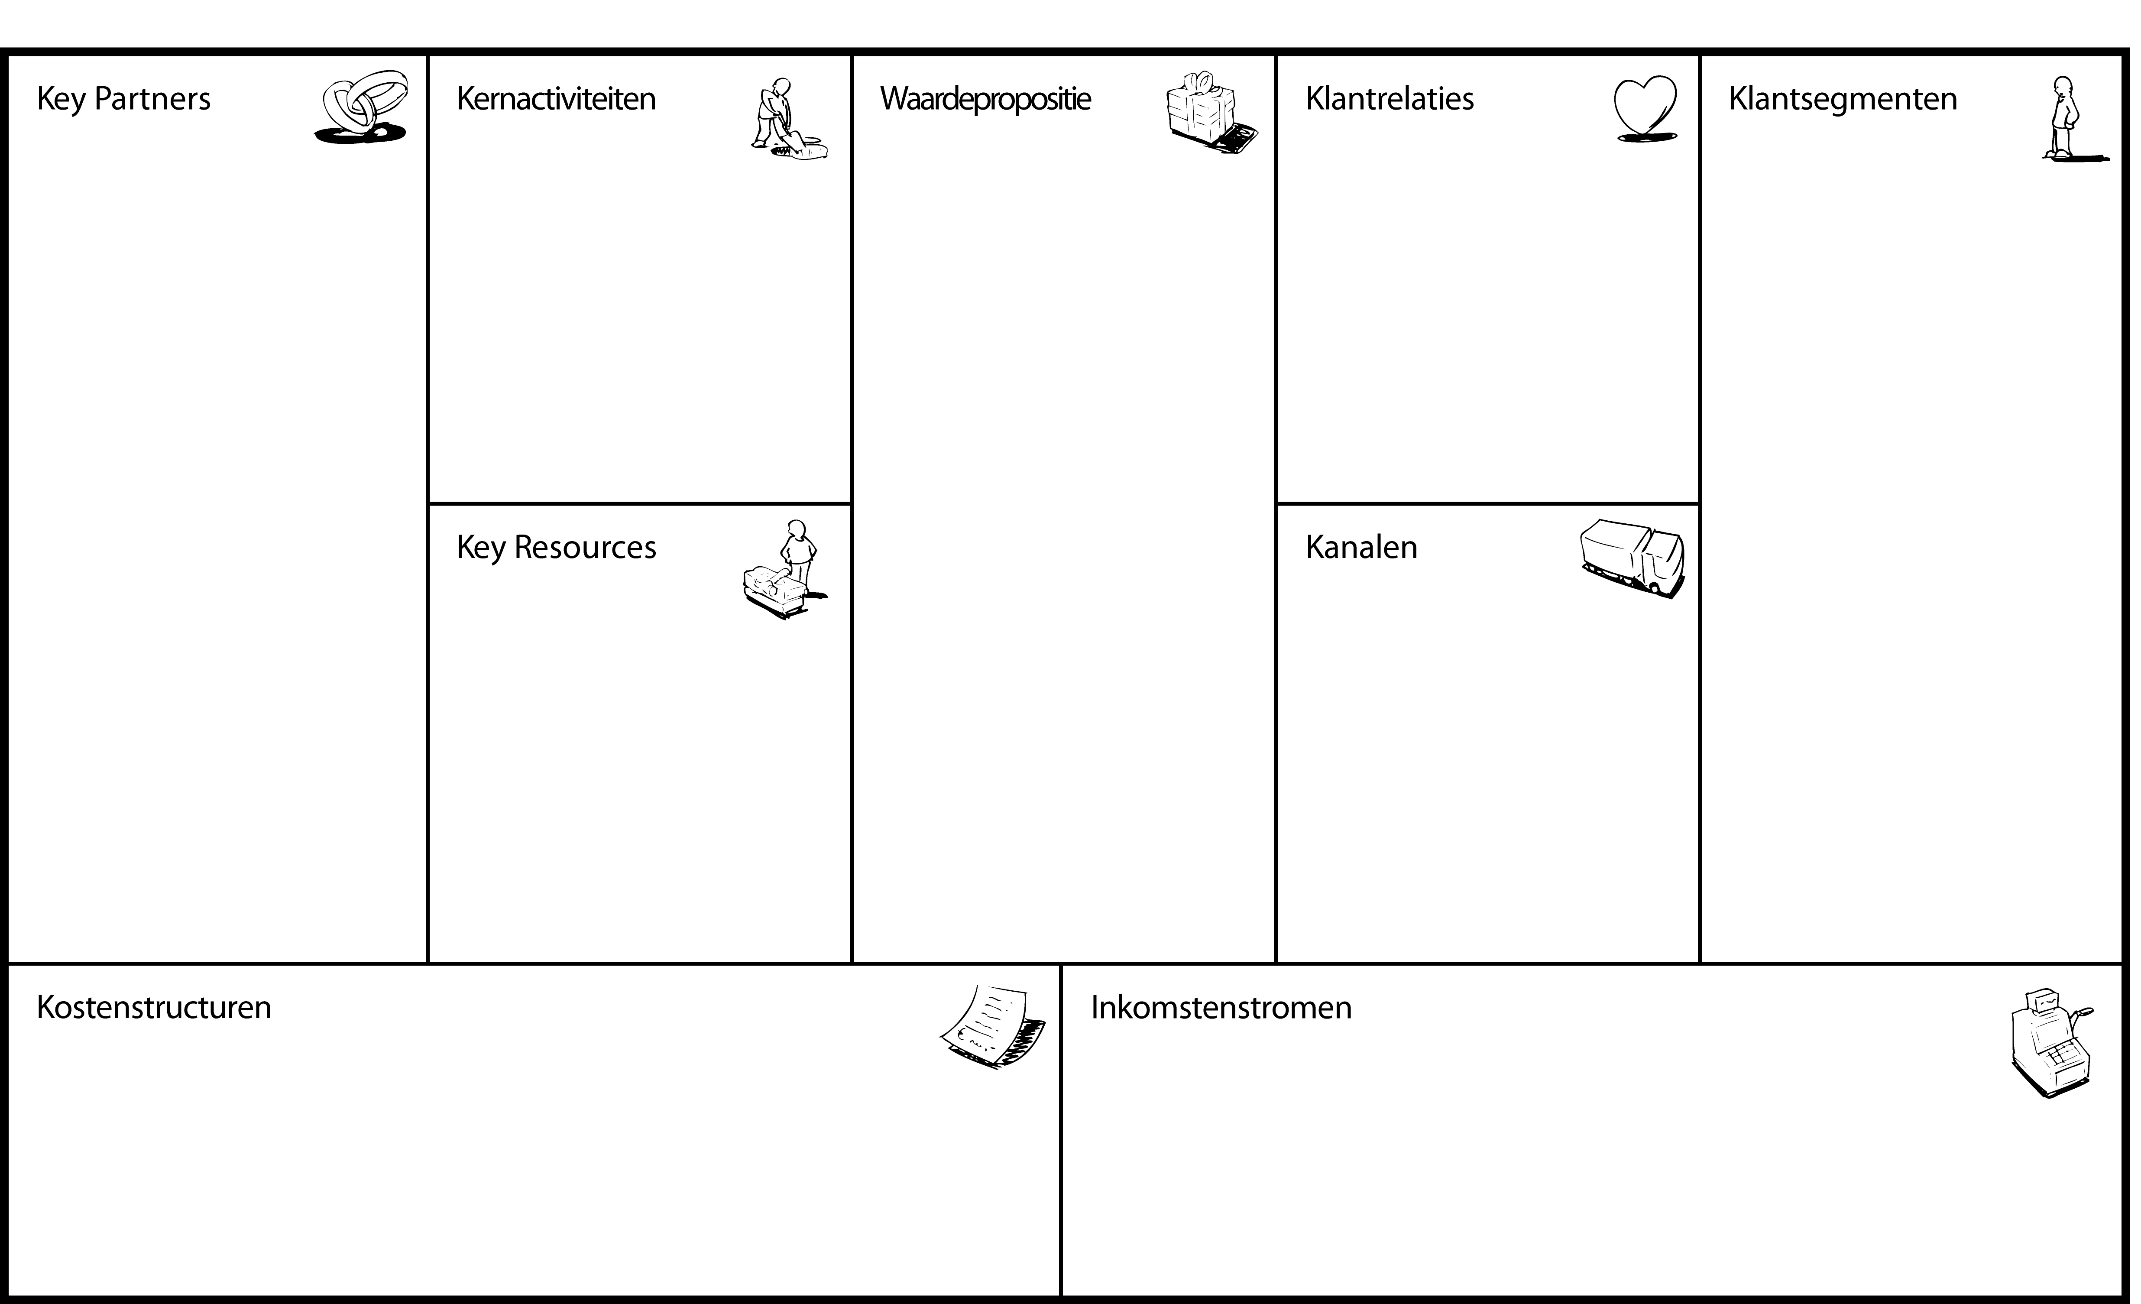 Key Partners
Kernactiviteiten
Waardepropositie
Klantrelaties
Klantsegmenten
Key Resources
Kanalen
Kostenstructuren
Inkomstenstromen